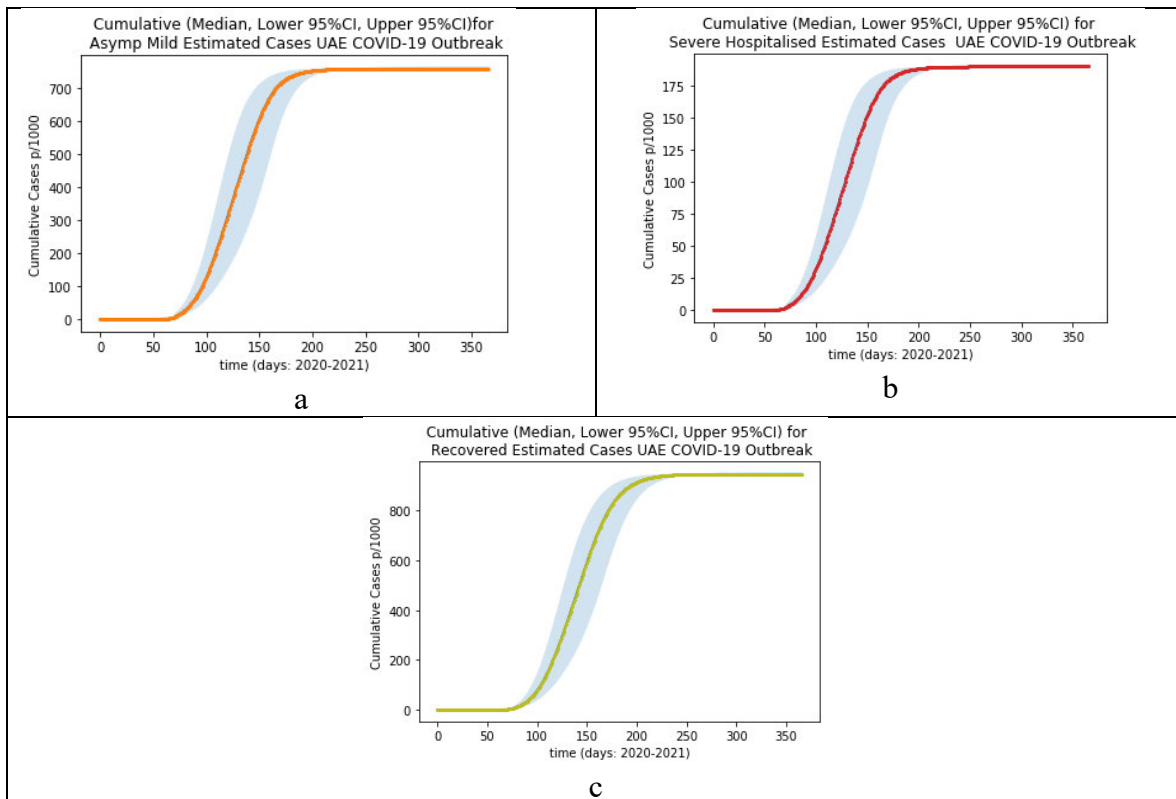 Cumulative (Median, Lower 95%CI, Upper 95%CI)for
Asymp Mild Estimated Cases UAE COVID-19 Outbreak
Cumulative Cases p/1000
700
600
500
400
300
200
100
0
0 50 100 150 200 250 300 350
time (days: 2020-2021)
a
Cumulative (Median, Lower 95%CI, Upper 95%CI) for
Severe Hospitalised Estimated Cases UAE COVID-19 Outbreak
Cumulative Cases p/1000
175
150
125
100
75
50
25
0
0 50 100 150 200 250 300 350
time (days: 2020-2021)
b
Cumulative (Median, Lower 95%CI, Upper 95%CI) for
Recovered Estimated Cases UAE COVID-19 Outbreak
Cumulative Cases p/1000
800
600
400
200
0
0 50 100 150 200 250 300 350
time (days: 2020-2021)
c